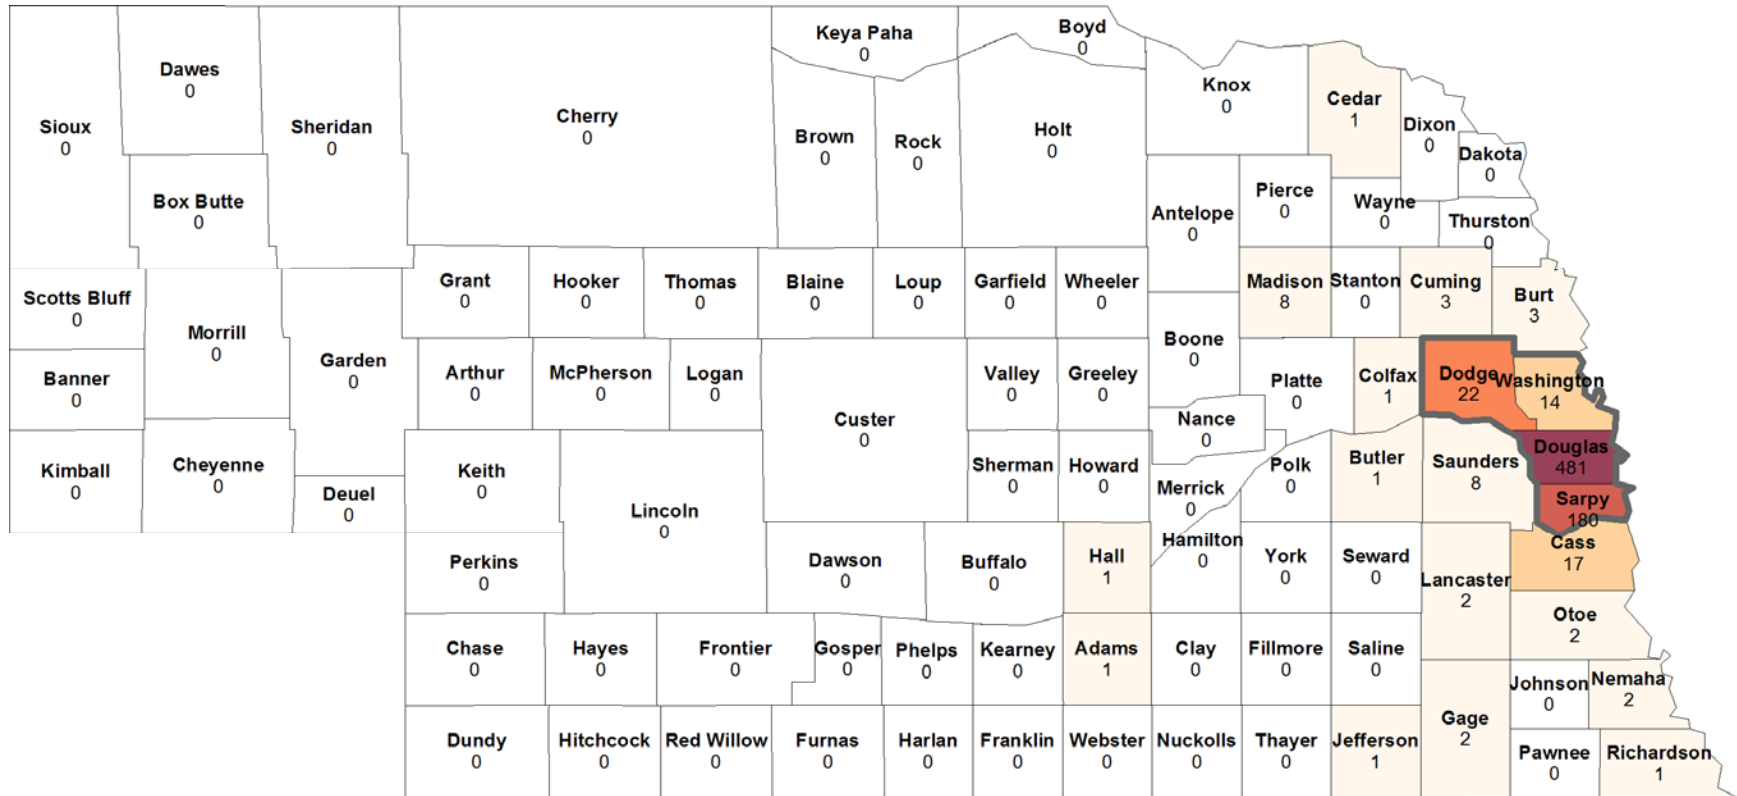 Sioux
0
Dawes
0
Box Butte
0
Sheridan
0
Cherry
0
Keya Paha
0
Boyd
0
Brown
0
Rock
0
Holt
0
Knox
0
Cedar
1
Dixon
0
Dakota
0
Antelope
0
Pierce
0
Wayne
0
Thurston
0
Scotts Bluff
0
Morrill
0
Garden
0
Grant
0
Hooker
0
Thomas
0
Blaine
0
Loup
0
Garfield
0
Wheeler
0
Boone
0
Madison
8
Stanton
0
Cuming
3
Burt
3
Banner
0
Arthur
0
McPherson
0
Logan
0
Custer
0
Valley
0
Greeley
0
Nance
0
Platte
0
Colfax
1
Dodge
22
Washington
14
Kimball
0
Cheyenne
0
Deuel
0
Keith
0
Lincoln
0
Sherman
0
Howard
0
Merrick
0
Polk
0
Butler
1
Saunders
8
Douglas
481
Sarpy
180
Perkins
0
Dawson
0
Buffalo
0
Hall
1
Hamilton
0
York
0
Seward
0
Lancaster
2
Cass
17
Otoe
2
Chase
0
Hayes
0
Frontier
0
Gosper
0
Phelps
0
Kearney
0
Adams
1
Clay
0
Fillmore
0
Saline
0
Gage
2
Johnson
0
Nemaha
2
Dundy
0
Hitchcock
0
Red Willow
0
Furnas
0
Harlan
0
Franklin
0
Webster
0
Nuckolls
0
Thayer
0
Jefferson
1
Pawnee
0
Richardson
1